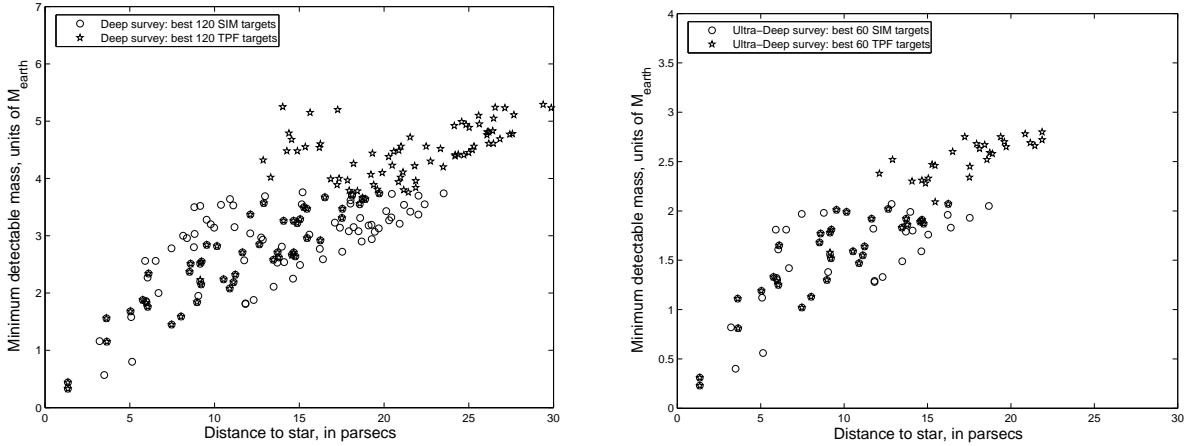 7
6
5
4
3
2
1
0
0 5 10 15 20 25 30
Minimum detectable mass, units of M_earth
Distance to star, in parsecs
Deep survey: best 120 SIM targets
Deep survey: best 120 TPF targets
4
3.5
3
2.5
2
1.5
1
0.5
0
0 5 10 15 20 25 30
Minimum detectable mass, units of M_earth
Distance to star, in parsecs
Ultra−Deep survey: best 60 SIM targets
Ultra−Deep survey: best 60 TPF targets